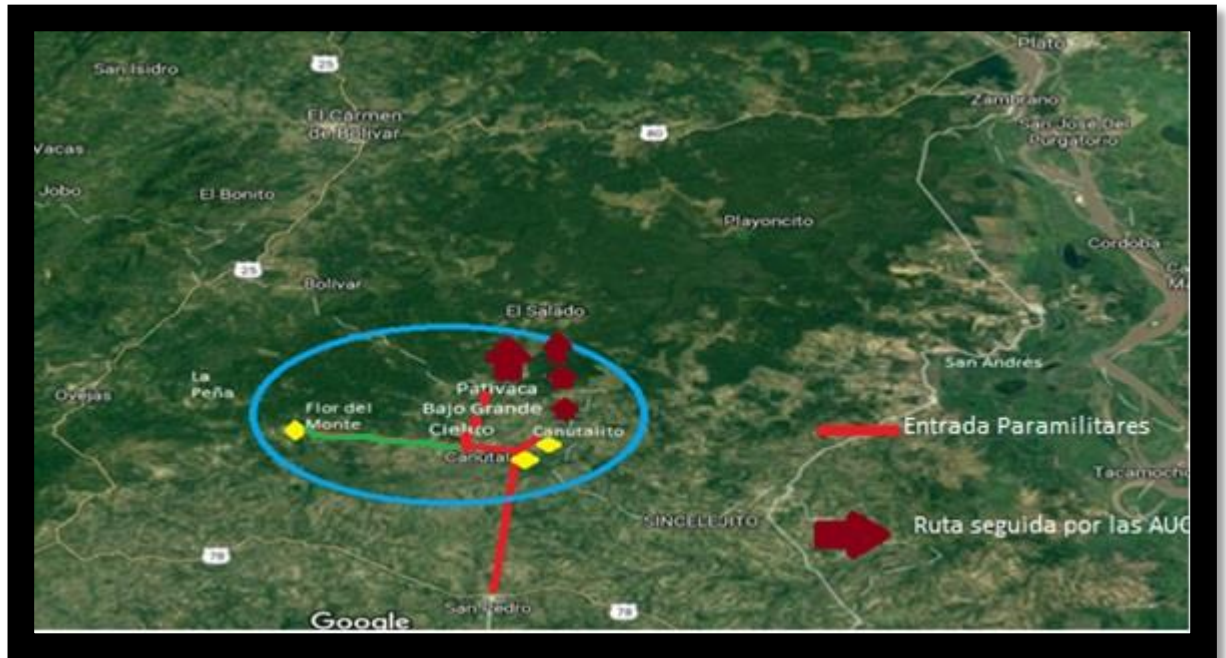 Plato
25
San Isidro
Zambrano
El Carmen
de Bolívar
San José Del
Purgatorio
80
Vacas
Jobo
El Bonito
Playoncito
Cordoba
25
Bolívar
El Salado
San Andrés
La
Peña
Pativaca
Ovejas
Flor del
Monte
Bajo Grande
Cielito
Canutalito
Entrada Paramilitares
Canutal
Tacamocho
SINCELEJITO
Ruta seguida por las AUC
78
San Pedro
78
Google